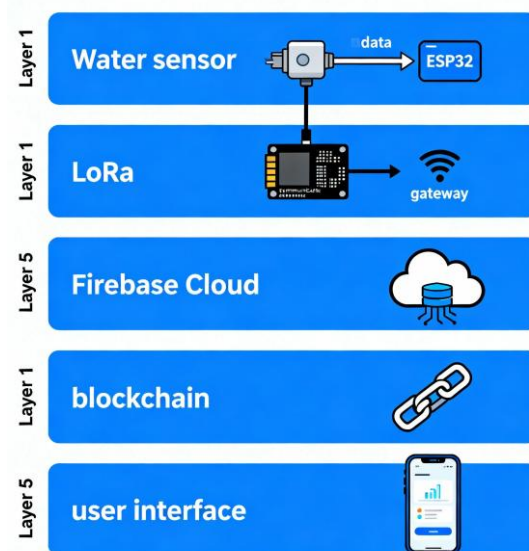 Layer 1
Water sensor
data
ESP32
Layer 1
LoRa
gateway
Layer 5
Firebase Cloud
Layer 1
blockchain
Layer 5
user interface